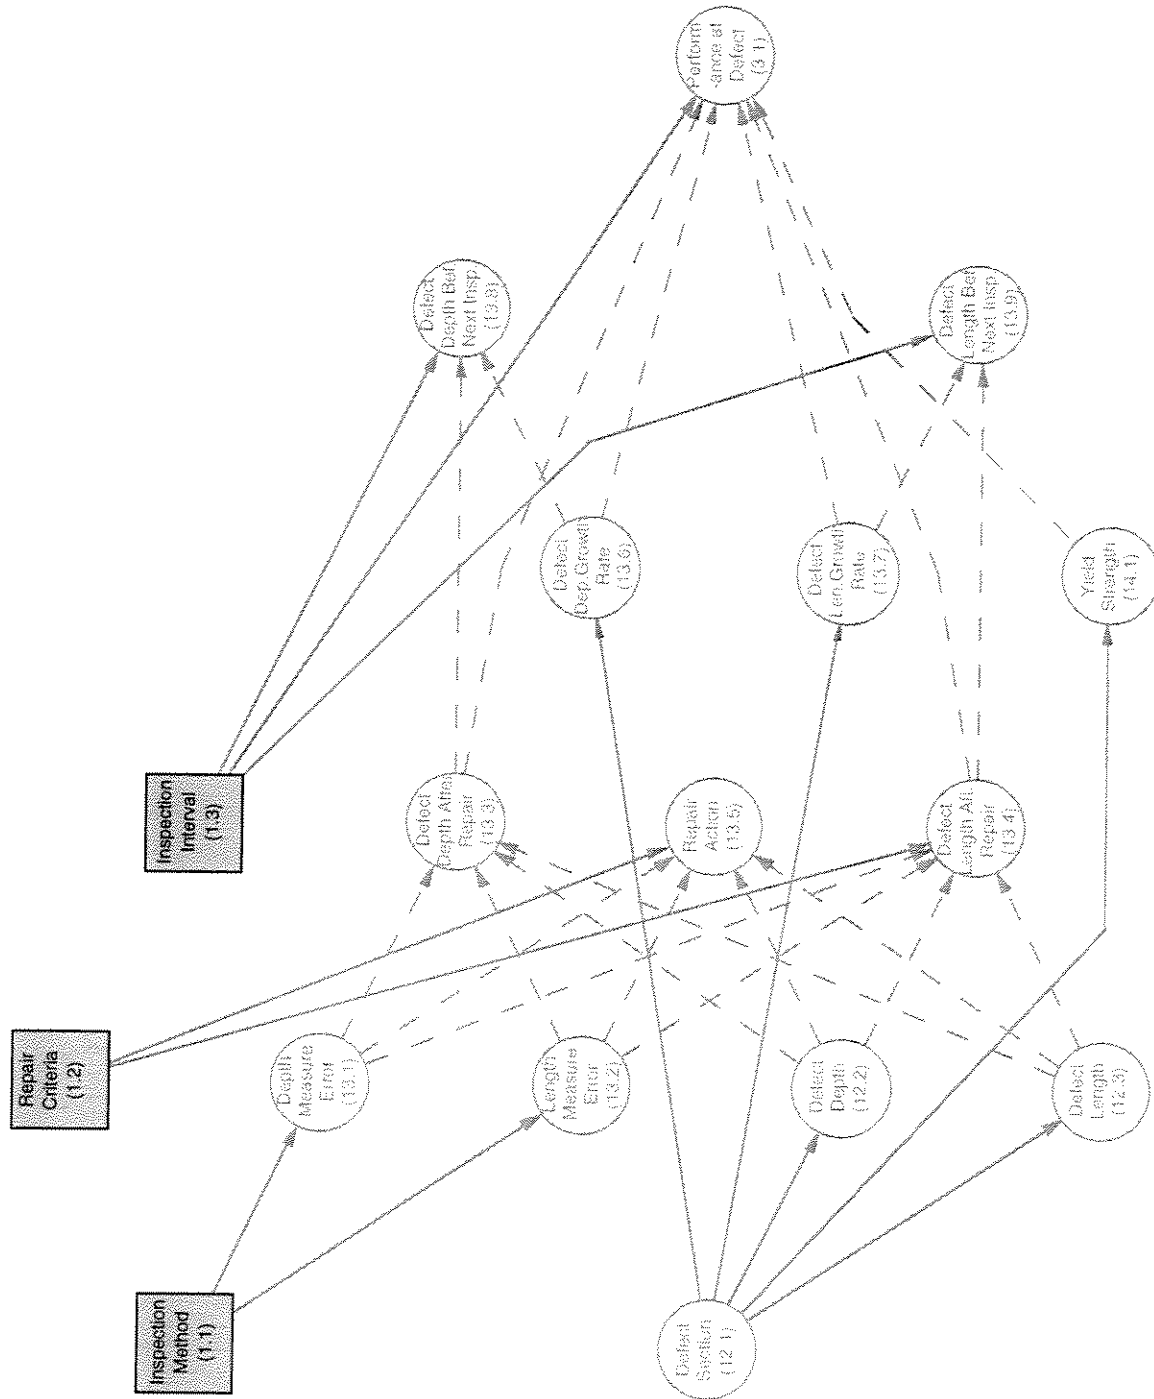 Inspection
Method
(1.1)
Repair
Criteria
(1.2)
Inspection
Interval
(1.3)
Depth
Measure
Error
(13.1)
Length
Measure
Error
(13.2)
Defect
Section
(12.1)
Defect
Depth
(12.2)
Defect
Length
(12.3)
Defect
Depth After
Repair
(13.3)
Repair
Action
(13.5)
Defect
Length Aft.
Repair
(13.4)
Defect
Dep.Growth
Rate
(13.6)
Defect
Len.Growth
Rate
(13.7)
Yield
Strength
(14.1)
Defect
Depth Bef.
Next Insp.
(13.8)
Defect
Length Bef.
Next Insp.
(13.9)
Perform
-ance at
Defect
(3.1)